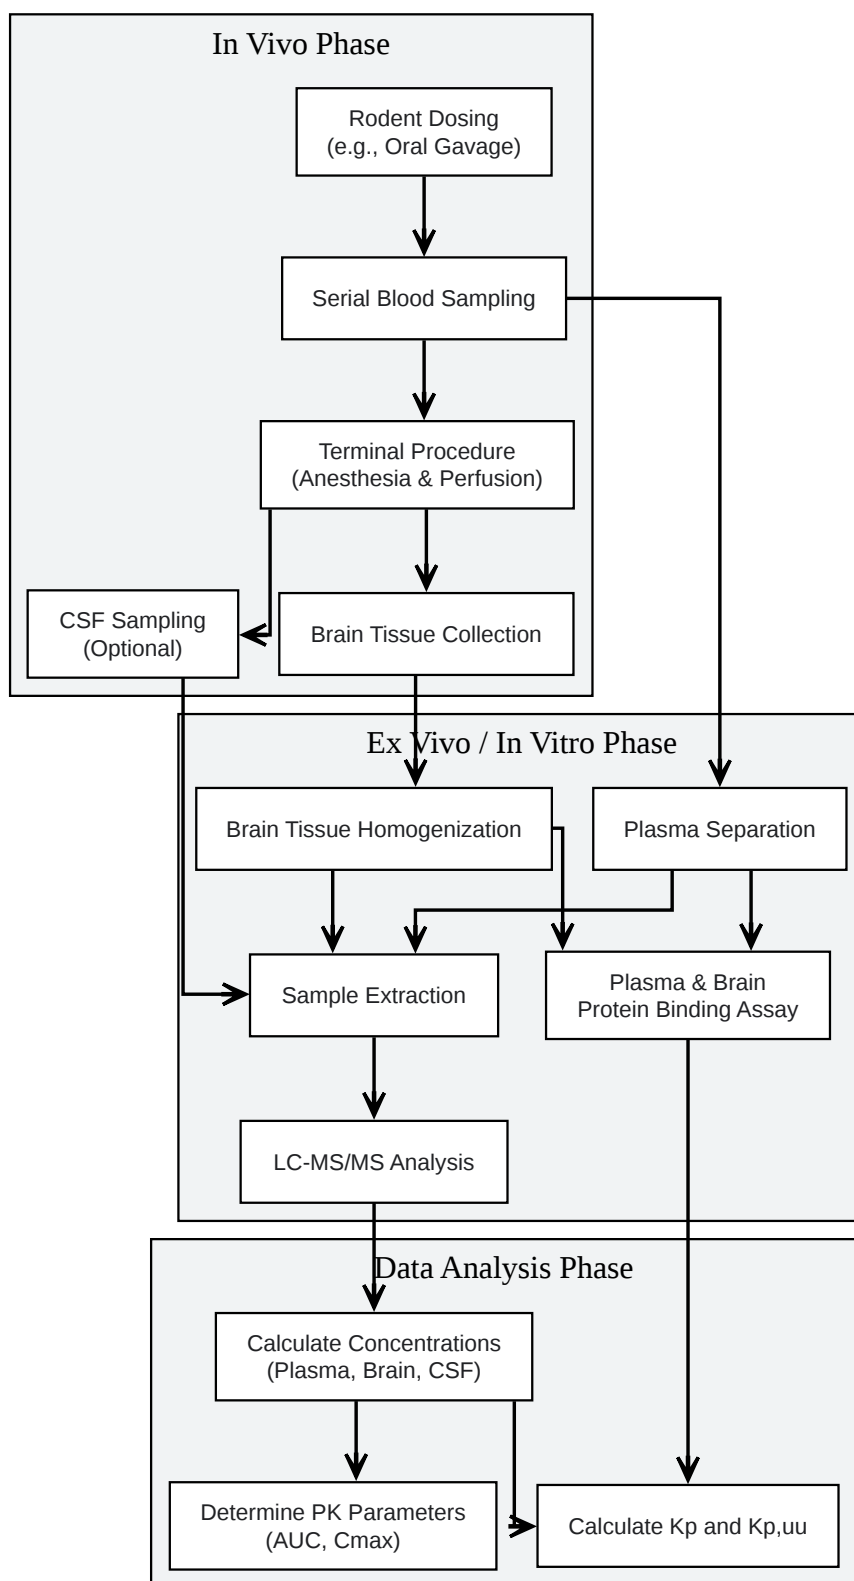 In Vivo Phase
Rodent Dosing
(e.g., Oral Gavage)
Serial Blood Sampling
Terminal Procedure
(Anesthesia & Perfusion)
CSF Sampling
(Optional)
Brain Tissue Collection
Ex Vivo / In Vitro Phase
Brain Tissue Homogenization
Plasma Separation
Sample Extraction
Plasma & Brain
Protein Binding Assay
LC-MS/MS Analysis
Data Analysis Phase
Calculate Concentrations
(Plasma, Brain, CSF)
Determine PK Parameters
(AUC, Cmax)
Calculate Kp and Kp,uu